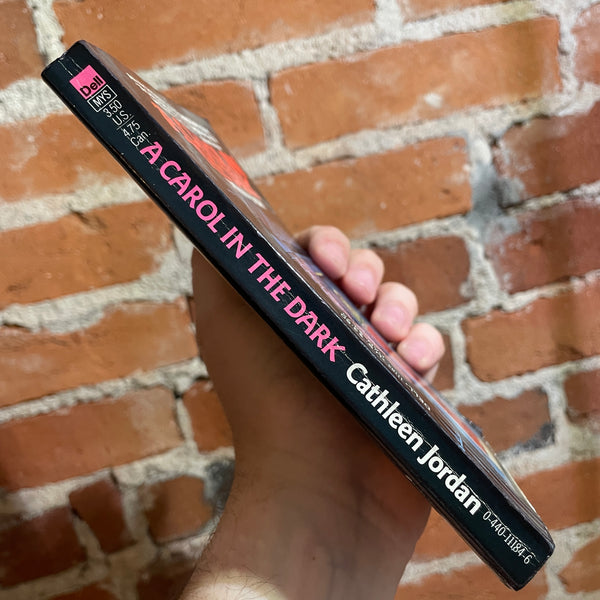 Dell
MYS
3.50
U.S.
4.75
Can.
A CAROL IN THE DARK
Cathleen Jordan
0-440-11184-6